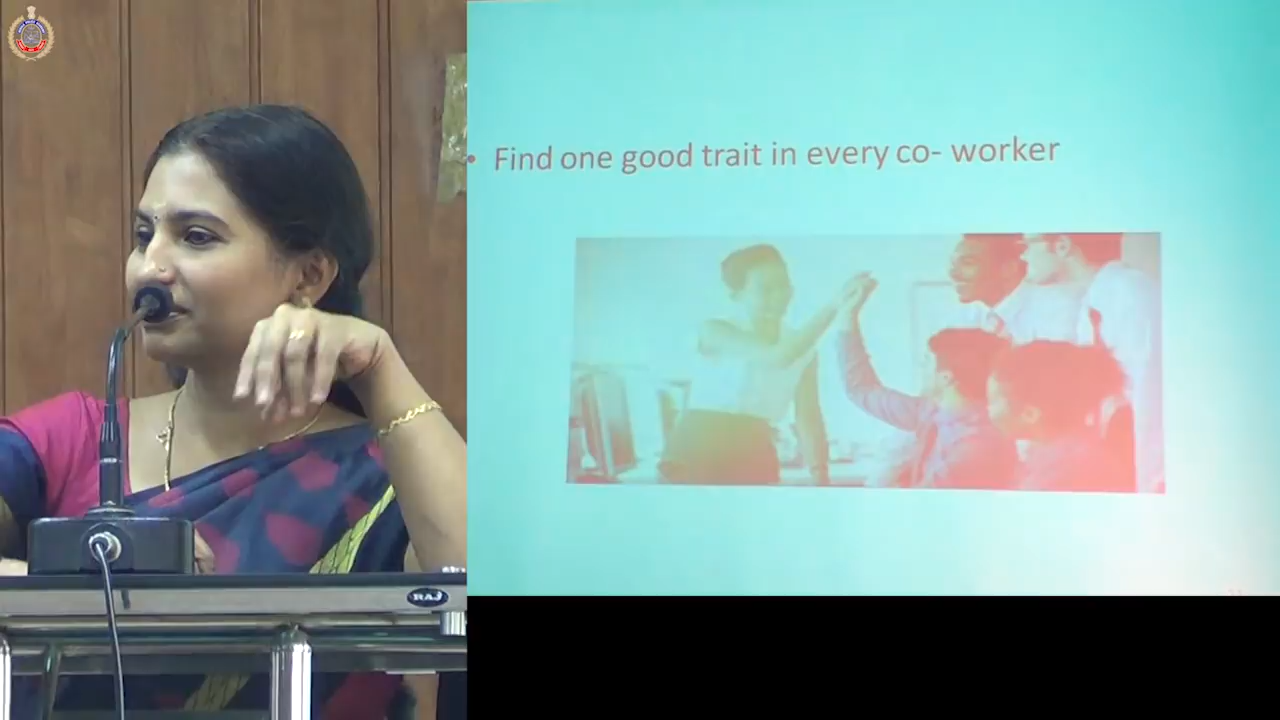 • Find one good trait in every co- worker
RAJ